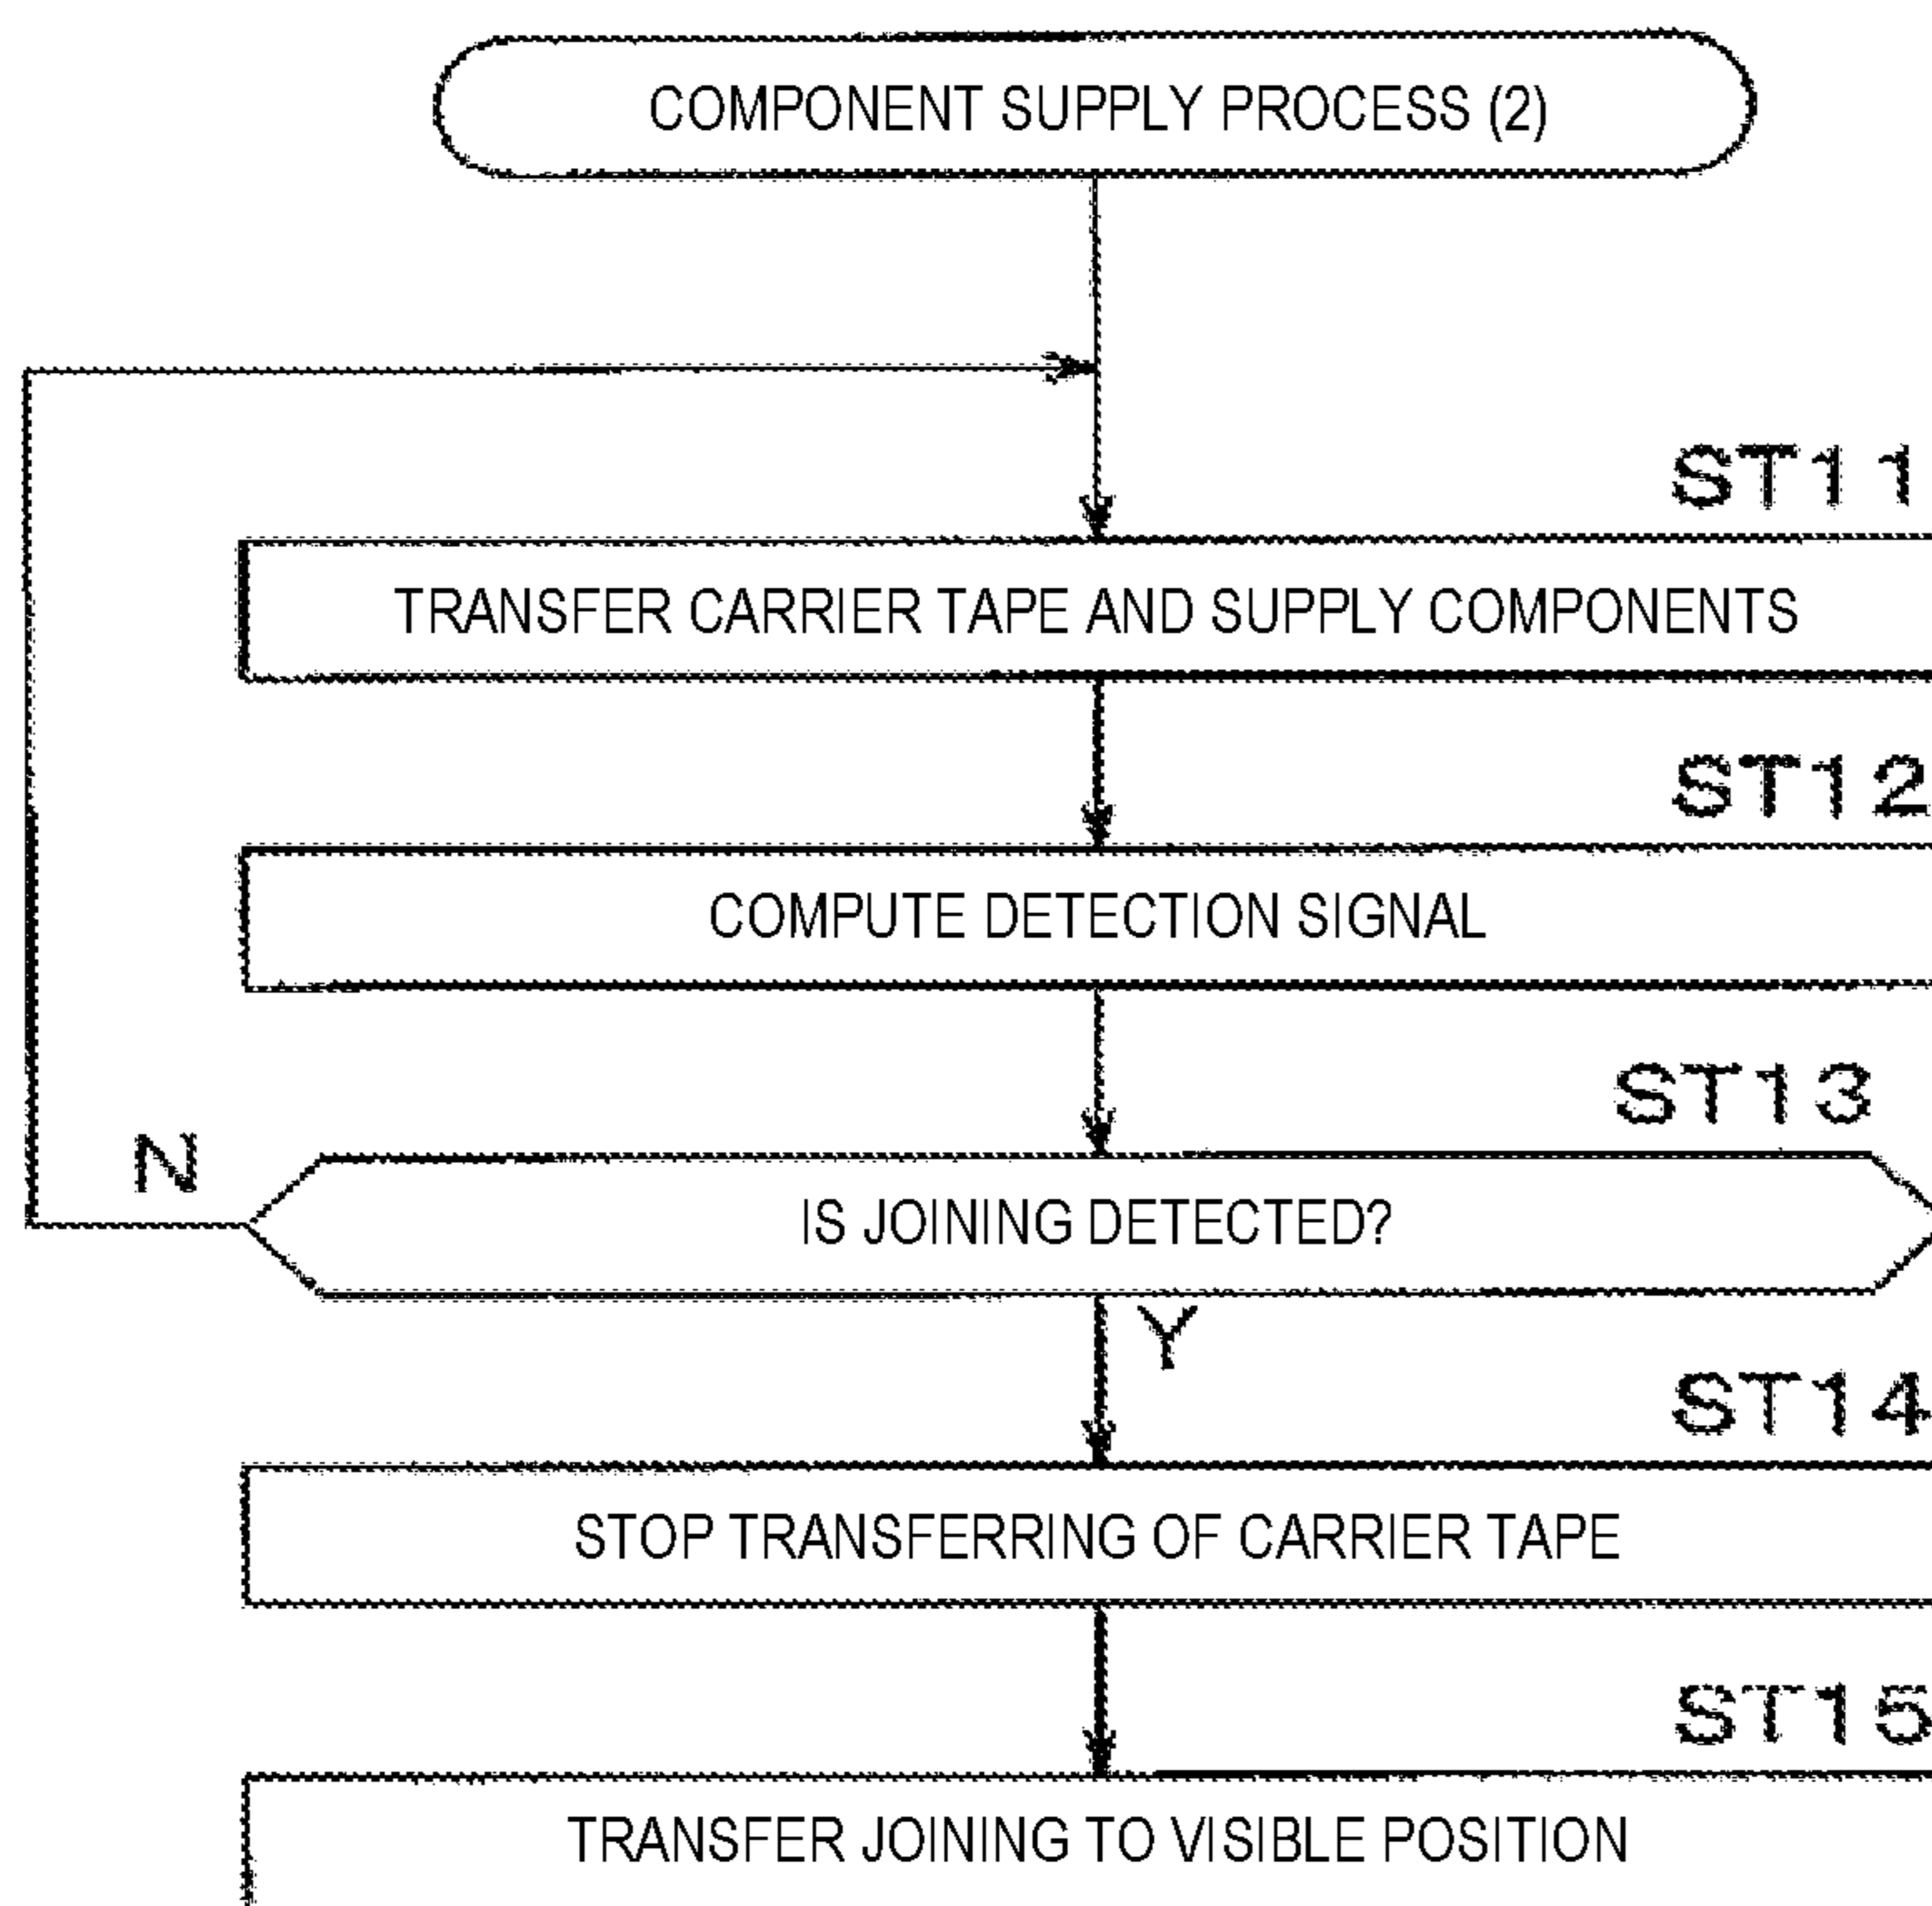 COMPONENT SUPPLY PROCESS (2)
ST11
TRANSFER CARRIER TAPE AND SUPPLY COMPONENTS
ST12
COMPUTE DETECTION SIGNAL
ST13
N
IS JOINING DETECTED?
Y
ST14
STOP TRANSFERRING OF CARRIER TAPE
ST15
TRANSFER JOINING TO VISIBLE POSITION